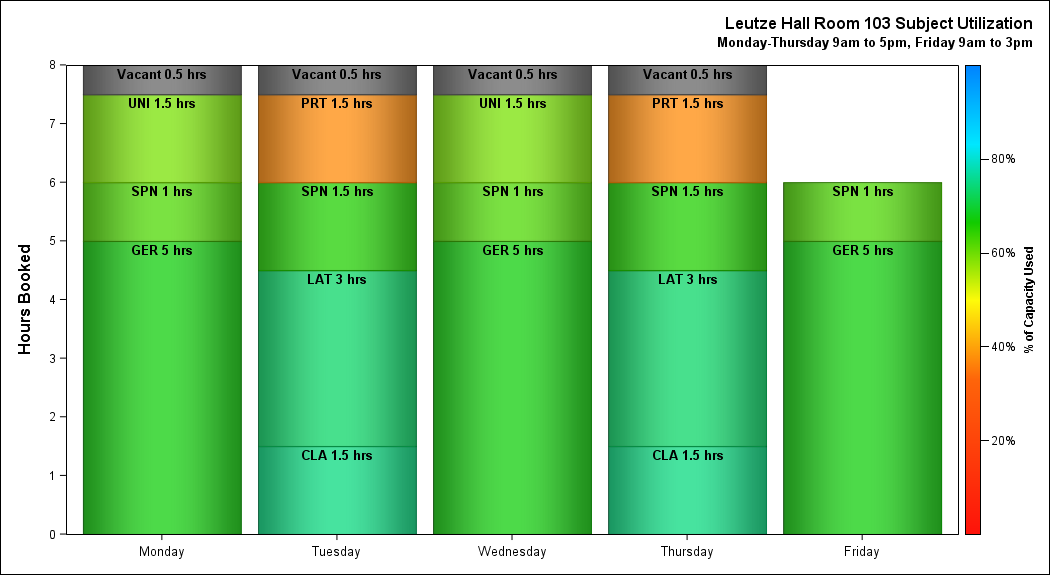 Leutze Hall Room 103 Subject Utilization
Monday-Thursday 9am to 5pm, Friday 9am to 3pm
Hours Booked
8
7
6
5
4
3
2
1
0
Vacant 0.5 hrs
UNI 1.5 hrs
SPN 1 hrs
GER 5 hrs
Monday
Vacant 0.5 hrs
PRT 1.5 hrs
SPN 1.5 hrs
LAT 3 hrs
CLA 1.5 hrs
Tuesday
Vacant 0.5 hrs
UNI 1.5 hrs
SPN 1 hrs
GER 5 hrs
Wednesday
Vacant 0.5 hrs
PRT 1.5 hrs
SPN 1.5 hrs
LAT 3 hrs
CLA 1.5 hrs
Thursday
SPN 1 hrs
GER 5 hrs
Friday
80%
60%
40%
20%
% of Capacity Used